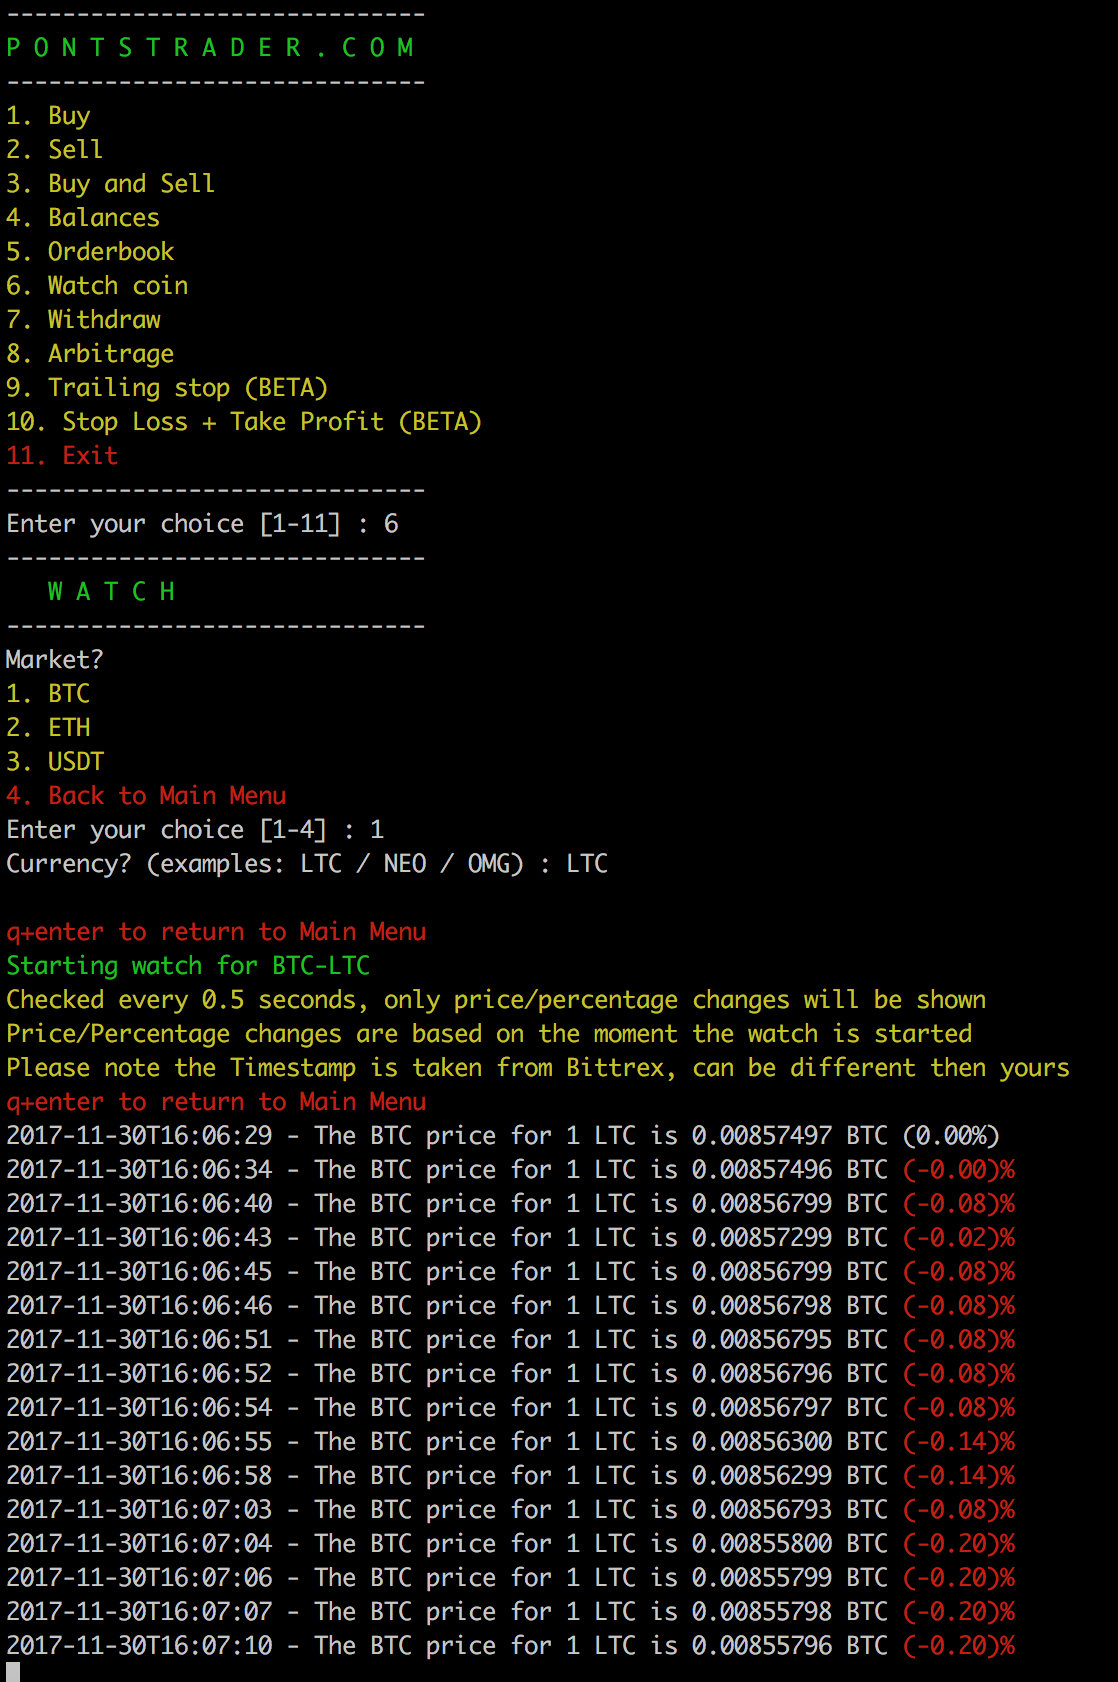 ------------------------------
P O N T S T R A D E R . C O M
------------------------------
1. Buy
2. Sell
3. Buy and Sell
4. Balances
5. Orderbook
6. Watch coin
7. Withdraw
8. Arbitrage
9. Trailing stop (BETA)
10. Stop Loss + Take Profit (BETA)
11. Exit
------------------------------
Enter your choice [1-11] : 6
------------------------------
   W A T C H
------------------------------
Market?
1. BTC
2. ETH
3. USDT
4. Back to Main Menu
Enter your choice [1-4] : 1
Currency? (examples: LTC / NEO / OMG) : LTC

q+enter to return to Main Menu
Starting watch for BTC-LTC
Checked every 0.5 seconds, only price/percentage changes will be shown
Price/Percentage changes are based on the moment the watch is started
Please note the Timestamp is taken from Bittrex, can be different then yours
q+enter to return to Main Menu
2017-11-30T16:06:29 - The BTC price for 1 LTC is 0.00857497 BTC (0.00%)
2017-11-30T16:06:34 - The BTC price for 1 LTC is 0.00857496 BTC (-0.00)%
2017-11-30T16:06:40 - The BTC price for 1 LTC is 0.00856799 BTC (-0.08)%
2017-11-30T16:06:43 - The BTC price for 1 LTC is 0.00857299 BTC (-0.02)%
2017-11-30T16:06:45 - The BTC price for 1 LTC is 0.00856799 BTC (-0.08)%
2017-11-30T16:06:46 - The BTC price for 1 LTC is 0.00856798 BTC (-0.08)%
2017-11-30T16:06:51 - The BTC price for 1 LTC is 0.00856795 BTC (-0.08)%
2017-11-30T16:06:52 - The BTC price for 1 LTC is 0.00856796 BTC (-0.08)%
2017-11-30T16:06:54 - The BTC price for 1 LTC is 0.00856797 BTC (-0.08)%
2017-11-30T16:06:55 - The BTC price for 1 LTC is 0.00856300 BTC (-0.14)%
2017-11-30T16:06:58 - The BTC price for 1 LTC is 0.00856299 BTC (-0.14)%
2017-11-30T16:07:03 - The BTC price for 1 LTC is 0.00856793 BTC (-0.08)%
2017-11-30T16:07:04 - The BTC price for 1 LTC is 0.00855800 BTC (-0.20)%
2017-11-30T16:07:06 - The BTC price for 1 LTC is 0.00855799 BTC (-0.20)%
2017-11-30T16:07:07 - The BTC price for 1 LTC is 0.00855798 BTC (-0.20)%
2017-11-30T16:07:10 - The BTC price for 1 LTC is 0.00855796 BTC (-0.20)%